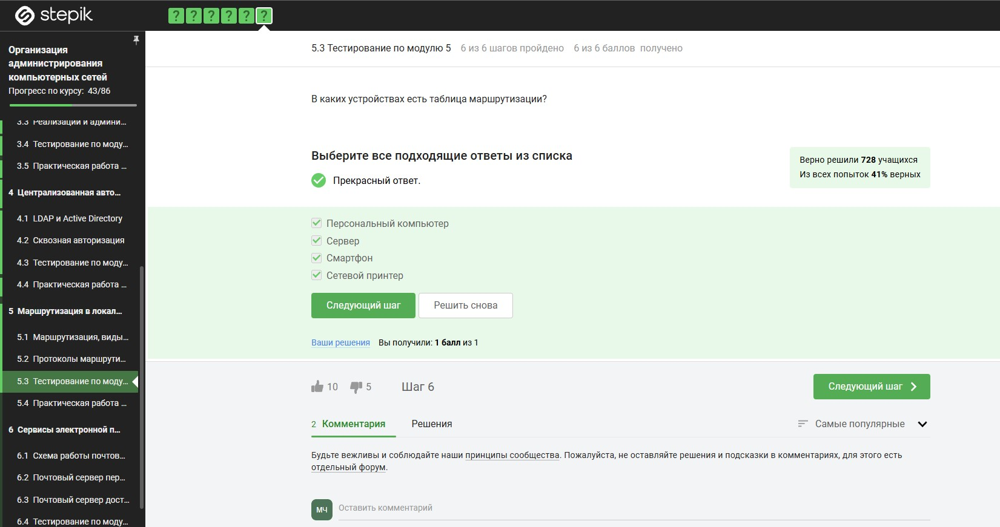 stepik
? ? ? ? ? ?
Организация
администрирования
компьютерных сетей
Прогресс по курсу: 43/86
3.3 Реализации и админи...
3.4 Тестирование по моду...
3.5 Практическая работа ...
4 Централизованная авто...
4.1 LDAP и Active Directory
4.2 Сквозная авторизация
4.3 Тестирование по моду...
4.4 Практическая работа ...
5 Маршрутизация в локал...
5.1 Маршрутизация, виды...
5.2 Протоколы маршрути...
5.3 Тестирование по моду...
5.4 Практическая работа ...
6 Сервисы электронной п...
6.1 Схема работы почтов...
6.2 Почтовый сервер пер...
6.3 Почтовый сервер дост...
6.4 Тестирование по моду...
5.3 Тестирование по модулю 5 6 из 6 шагов пройдено 6 из 6 баллов получено
В каких устройствах есть таблица маршрутизации?
Выберите все подходящие ответы из списка
Прекрасный ответ.
Верно решили 728 учащихся
Из всех попыток 41% верных
Персональный компьютер
Сервер
Смартфон
Сетевой принтер
Следующий шаг Решить снова
Ваши решения Вы получили: 1 балл из 1
10 5 Шаг 6 Следующий шаг
2 Комментария Решения Самые популярные
Будьте вежливы и соблюдайте наши принципы сообщества. Пожалуйста, не оставляйте решения и подсказки в комментариях, для этого есть
отдельный форум.
МЧ Оставить комментарий